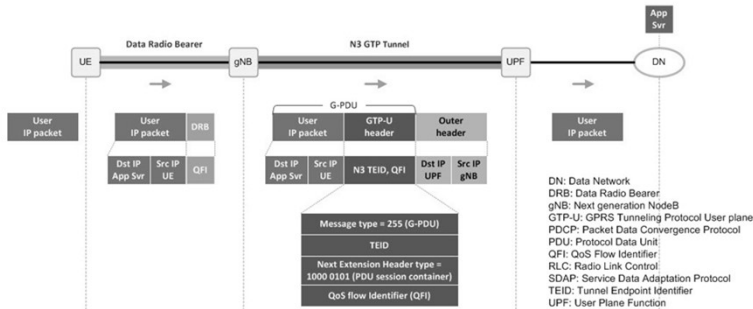 App
Svr
Data Radio Bearer
N3 GTP Tunnel
UE
gNB
UPF
DN
G-PDU
User
IP packet
User
IP packet
DRB
User
IP packet
GTP-U
header
Outer
header
User
IP packet
Dst IP
App Svr
Src IP
UE
QFI
Dst IP
App Svr
Src IP
UE
N3 TEID, QFI
Dst IP
UPF
Src IP
gNB
Message type = 255 (G-PDU)
TEID
Next Extension Header type =
1000 0101 (PDU session container)
QoS flow Identifier (QFI)
DN: Data Network
DRB: Data Radio Bearer
gNB: Next generation NodeB
GTP-U: GPRS Tunneling Protocol User plane
PDCP: Packet Data Convergence Protocol
PDU: Protocol Data Unit
QFI: QoS Flow Identifier
RLC: Radio Link Control
SDAP: Service Data Adaptation Protocol
TEID: Tunnel Endpoint Identifier
UPF: User Plane Function